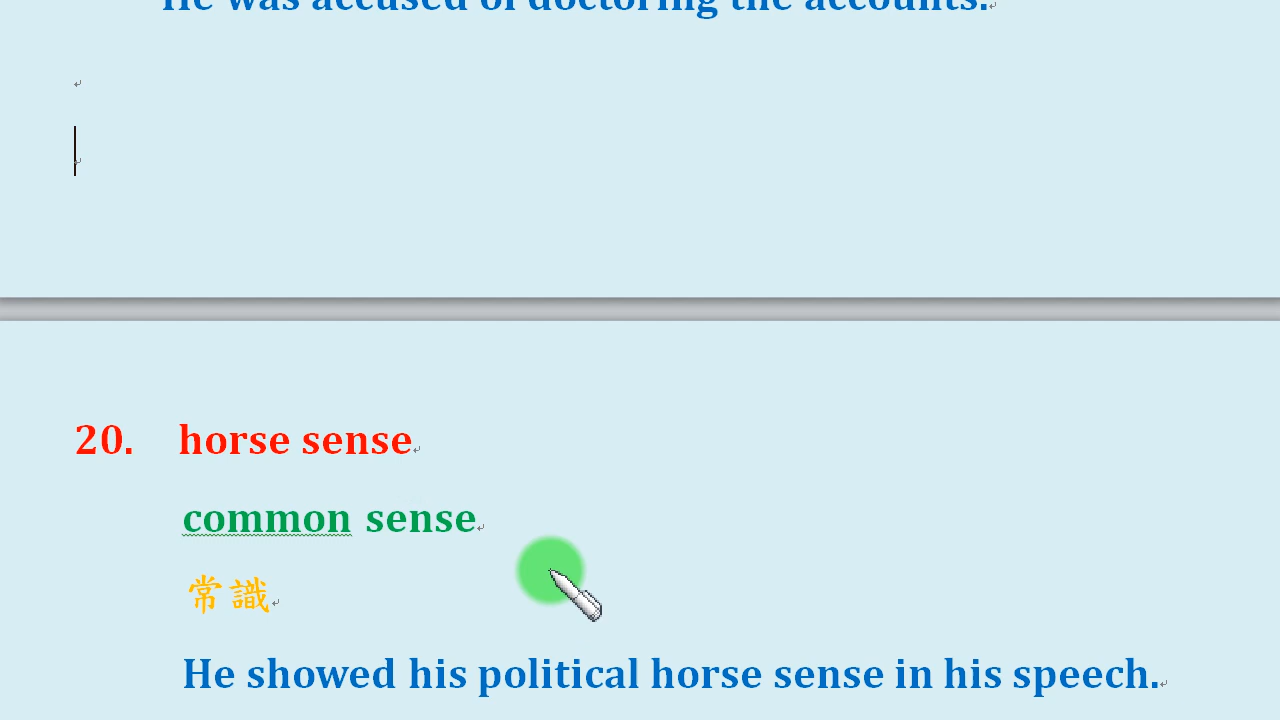 He was accused of doctoring the accounts.
20. horse sense
common sense
常識
He showed his political horse sense in his speech.